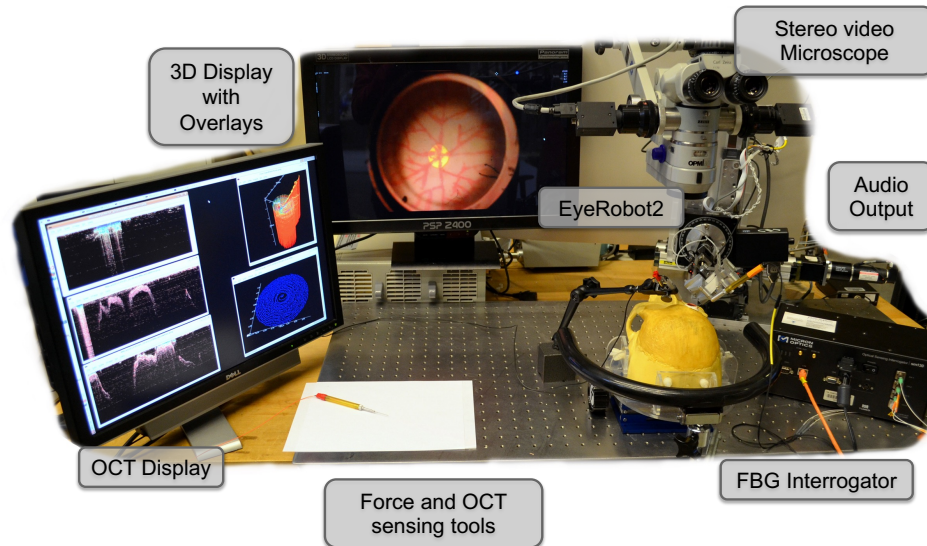 Stereo video
Microscope
3D Display
with
Overlays
OPMI
Audio
Output
EyeRobot2
PSP 2400
MICRON
OPTICS
DELL
OCT Display
FBG Interrogator
Force and OCT
sensing tools